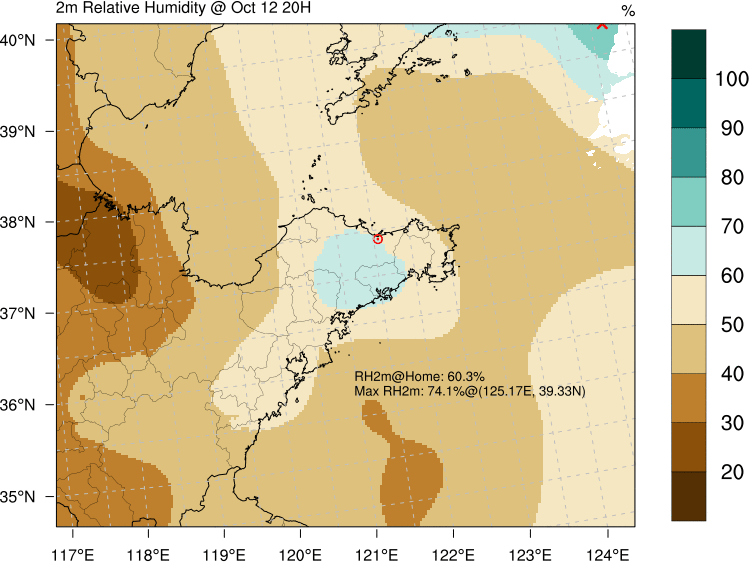 2m Relative Humidity @ Oct 12 20H
%
40°N
39°N
38°N
37°N
36°N
35°N
RH2m@Home: 60.3%
Max RH2m: 74.1%@(125.17E, 39.33N)
117°E 118°E 119°E 120°E 121°E 122°E 123°E 124°E
100
90
80
70
60
50
40
30
20